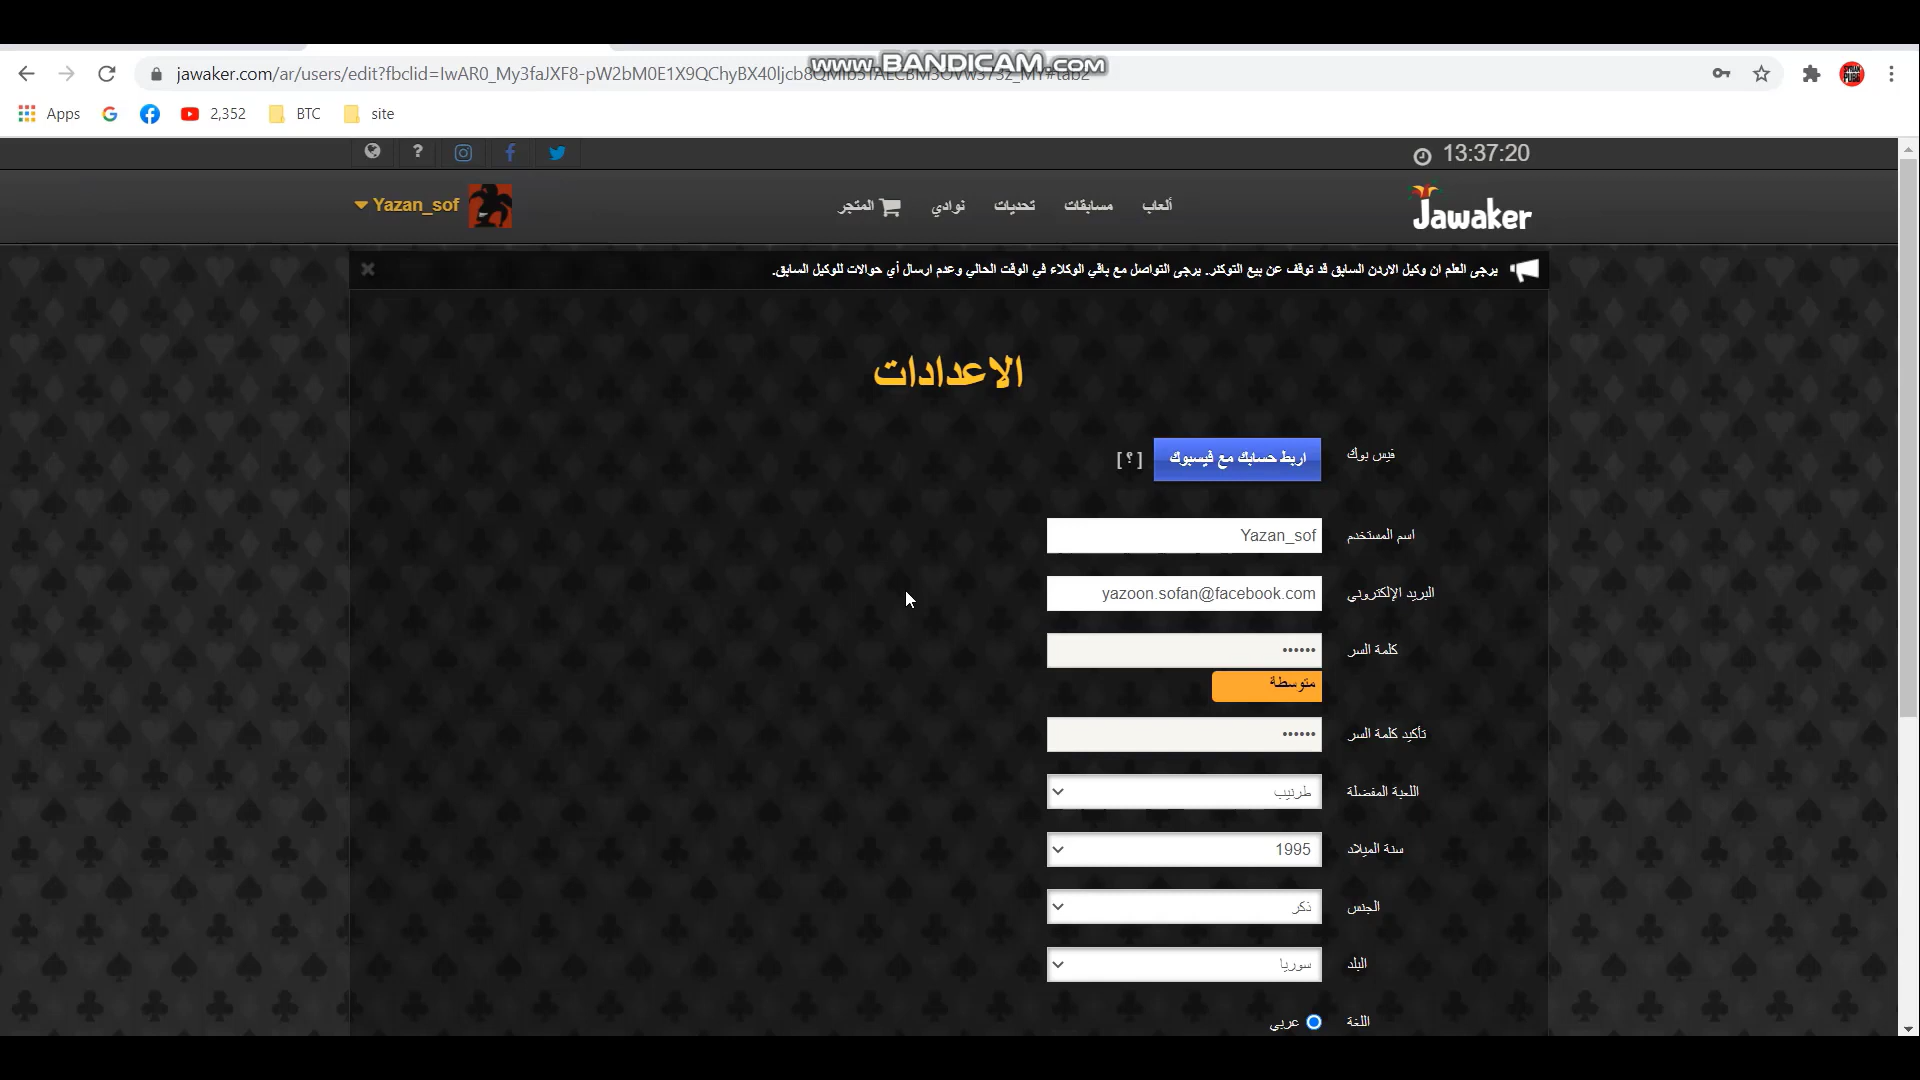 www.BANDICAM.com
jawaker.com/ar/users/edit?fbclid=IwAR0_My3faJXF8-pW2bM0E1X9QChyBX40ljcb8
Apps
2,352
BTC
site
?
13:37:20
Yazan_sof
ألعاب
مسابقات
تحديات
نوادي
المتجر
Jawaker
يرجى العلم ان وكيل الاردن السابق قد توقف عن بيع التوكنز. يرجى التواصل مع باقي الوكلاء في الوقت الحالي وعدم ارسال أي حوالات للوكيل السابق.
الاعدادات
فيس بوك
اربط حسابك مع فيسبوك
[ ؟ ]
اسم المستخدم
Yazan_sof
البريد الإلكتروني
yazoon.sofan@facebook.com
كلمة السر
••••••
متوسطة
تأكيد كلمة السر
••••••
اللعبة المفضلة
طرنيب
سنة الميلاد
1995
الجنس
ذكر
البلد
سوريا
اللغة
عربي